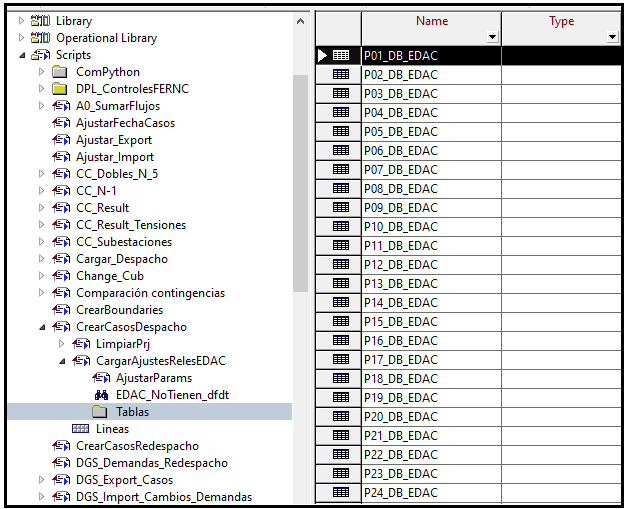 Library
Operational Library
Scripts
ComPython
DPL_ControlesFERNC
A0_SumarFlujos
AjustarFechaCasos
Ajustar_Export
Ajustar_Import
CC_Dobles_N_5
CC_N-1
CC_Result
CC_Result_Tensiones
CC_Subestaciones
Cargar_Despacho
Change_Cub
Comparación contingencias
CrearBoundaries
CrearCasosDespacho
LimpiarPrj
CargarAjustesRelesEDAC
AjustarParams
EDAC_NoTienen_dfdt
Tablas
Lineas
CrearCasosRedespacho
DGS_Demandas_Redespacho
DGS_Export_Casos
DGS_Import_Cambios_Demandas
Name Type
P01_DB_EDAC
P02_DB_EDAC
P03_DB_EDAC
P04_DB_EDAC
P05_DB_EDAC
P06_DB_EDAC
P07_DB_EDAC
P08_DB_EDAC
P09_DB_EDAC
P10_DB_EDAC
P11_DB_EDAC
P12_DB_EDAC
P13_DB_EDAC
P14_DB_EDAC
P15_DB_EDAC
P16_DB_EDAC
P17_DB_EDAC
P18_DB_EDAC
P19_DB_EDAC
P20_DB_EDAC
P21_DB_EDAC
P22_DB_EDAC
P23_DB_EDAC
P24_DB_EDAC